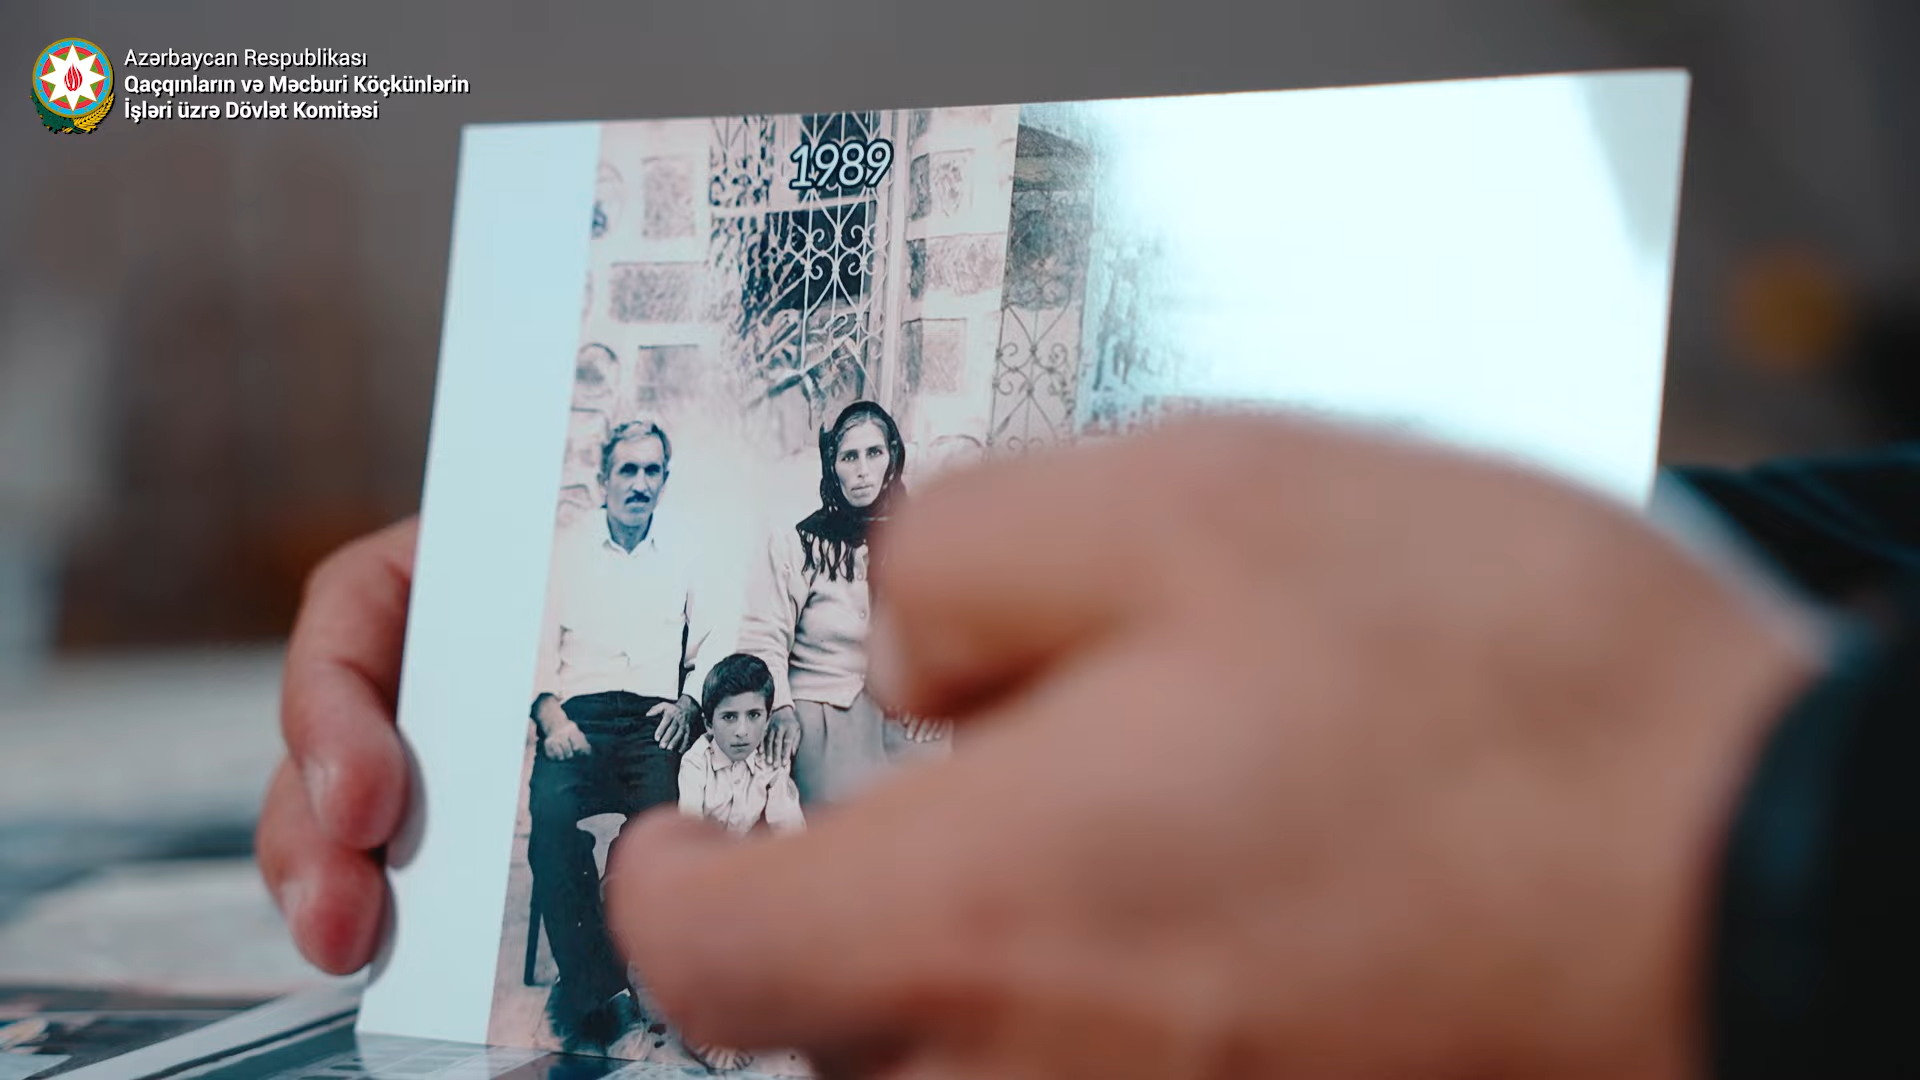 Azərbaycan Respublikası
Qaçqınların və Məcburi Köçkünlərin
İşləri üzrə Dövlət Komitəsi
1989